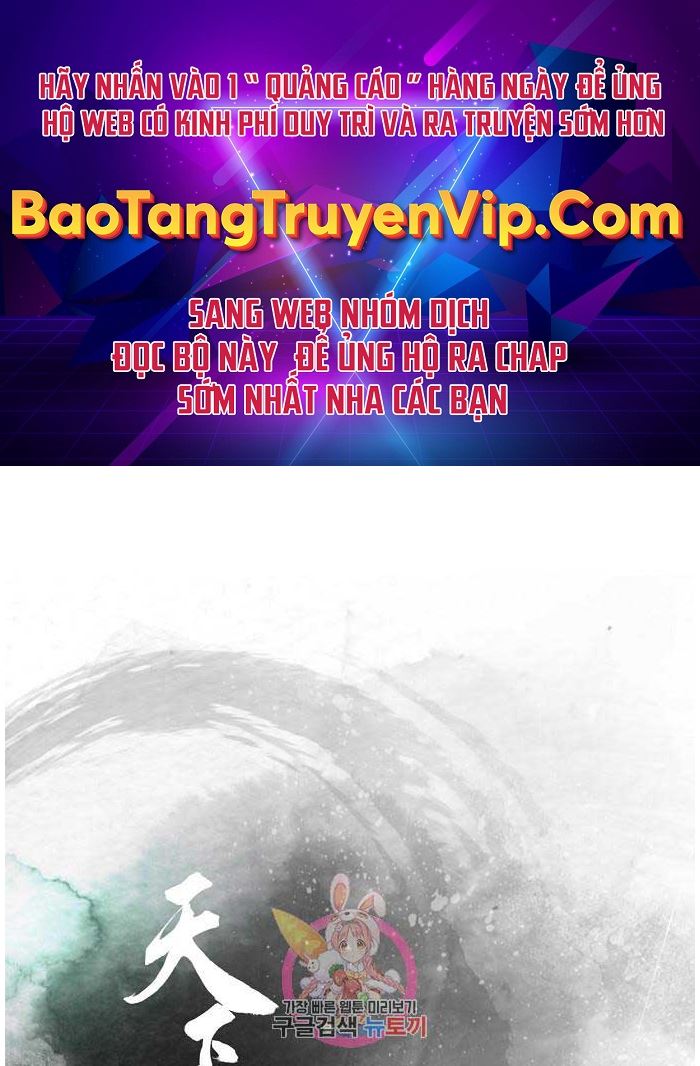 HÃY NHẤN VÀO 1 “ QUẢNG CÁO ” HÀNG NGÀY ĐỂ ỦNG
HỘ WEB CÓ KINH PHÍ DUY TRÌ VÀ RA TRUYỆN SỚM HƠN
BaoTangTruyenVip.Com
SANG WEB NHÓM DỊCH
ĐỌC BỘ NÀY ĐỂ ỦNG HỘ RA CHAP
SỚM NHẤT NHA CÁC BẠN
天
下
가장 빠른 웹툰 미리보기
구글검색 뉴토끼